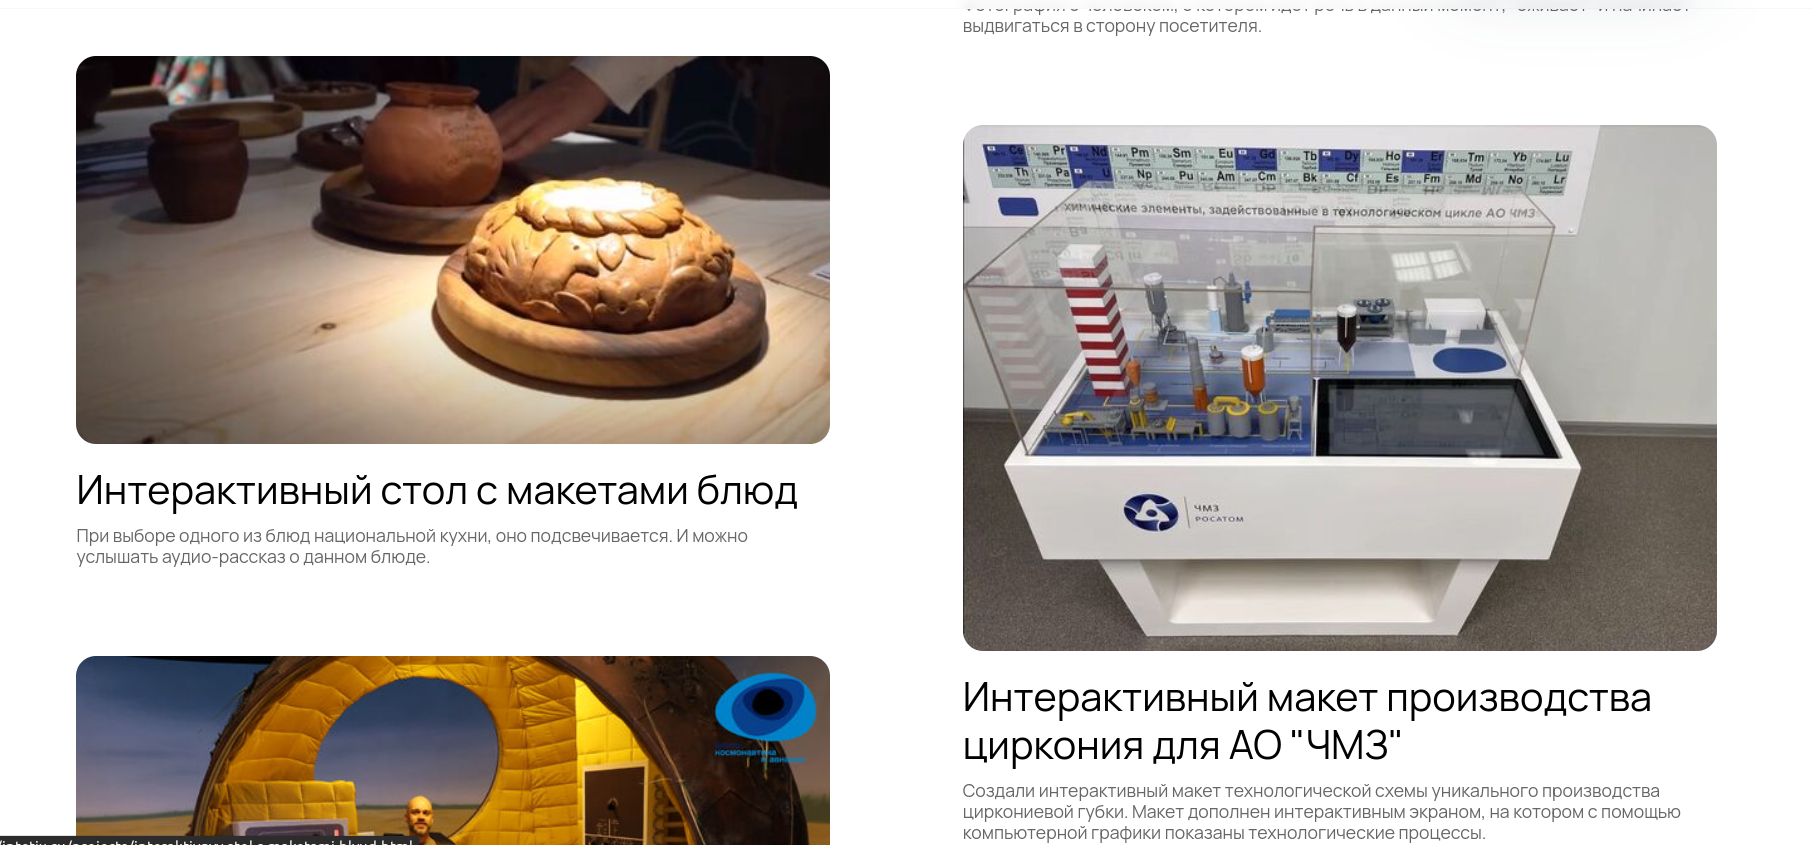 выдвигаться в сторону посетителя.
Ce Pr Nd Pm Sm Eu Gd Tb Dy Ho Er Tm Yb Lu
Th Pa U Np Pu Am Cm Bk Cf Es Fm Md No Lr
химические элементы, задействованные в технологическом цикле АО ЧМЗ
ЧМЗ
РОСАТОМ
Интерактивный стол с макетами блюд
При выборе одного из блюд национальной кухни, оно подсвечивается. И можно
услышать аудио-рассказ о данном блюде.
космонавтика
и авиация
Интерактивный макет производства
циркония для АО "ЧМЗ"
Создали интерактивный макет технологической схемы уникального производства
циркониевой губки. Макет дополнен интерактивным экраном, на котором с помощью
компьютерной графики показаны технологические процессы.